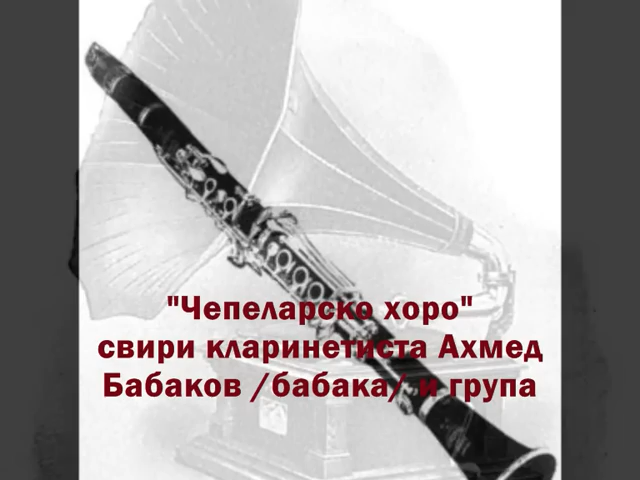 "Чепеларско хоро"
свири кларинетиста Ахмед
Бабаков /бабака/ и група